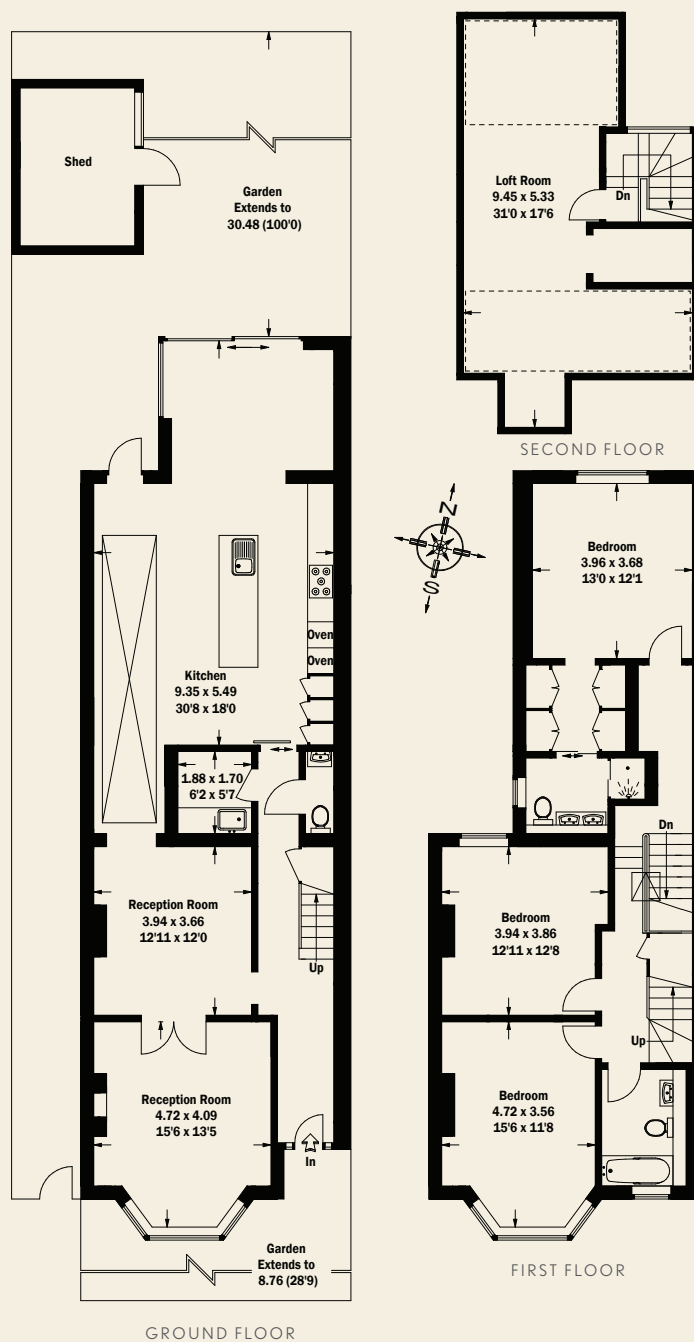 Shed
Garden
Extends to
30.48 (100'0)
Oven
Oven
Kitchen
9.35 x 5.49
30'8 x 18'0
1.88 x 1.70
6'2 x 5'7
Reception Room
3.94 x 3.66
12'11 x 12'0
Up
Reception Room
4.72 x 4.09
15'6 x 13'5
In
Garden
Extends to
8.76 (28'9)
GROUND FLOOR
Loft Room
9.45 x 5.33
31'0 x 17'6
Dn
SECOND FLOOR
N
S
Bedroom
3.96 x 3.68
13'0 x 12'1
Dn
Bedroom
3.94 x 3.86
12'11 x 12'8
Up
Bedroom
4.72 x 3.56
15'6 x 11'8
FIRST FLOOR